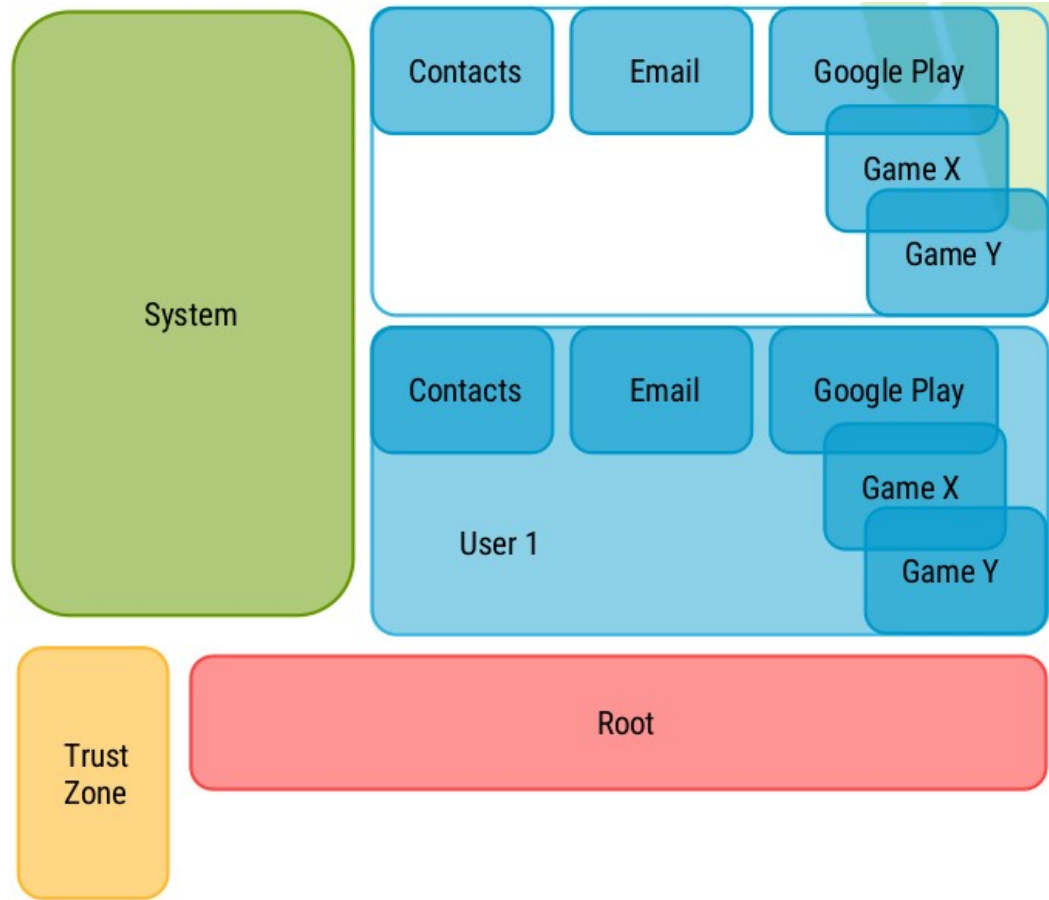 Contacts
Email
Google Play
Game X
Game Y
System
Contacts
Email
Google Play
Game X
User 1
Game Y
Trust
Zone
Root